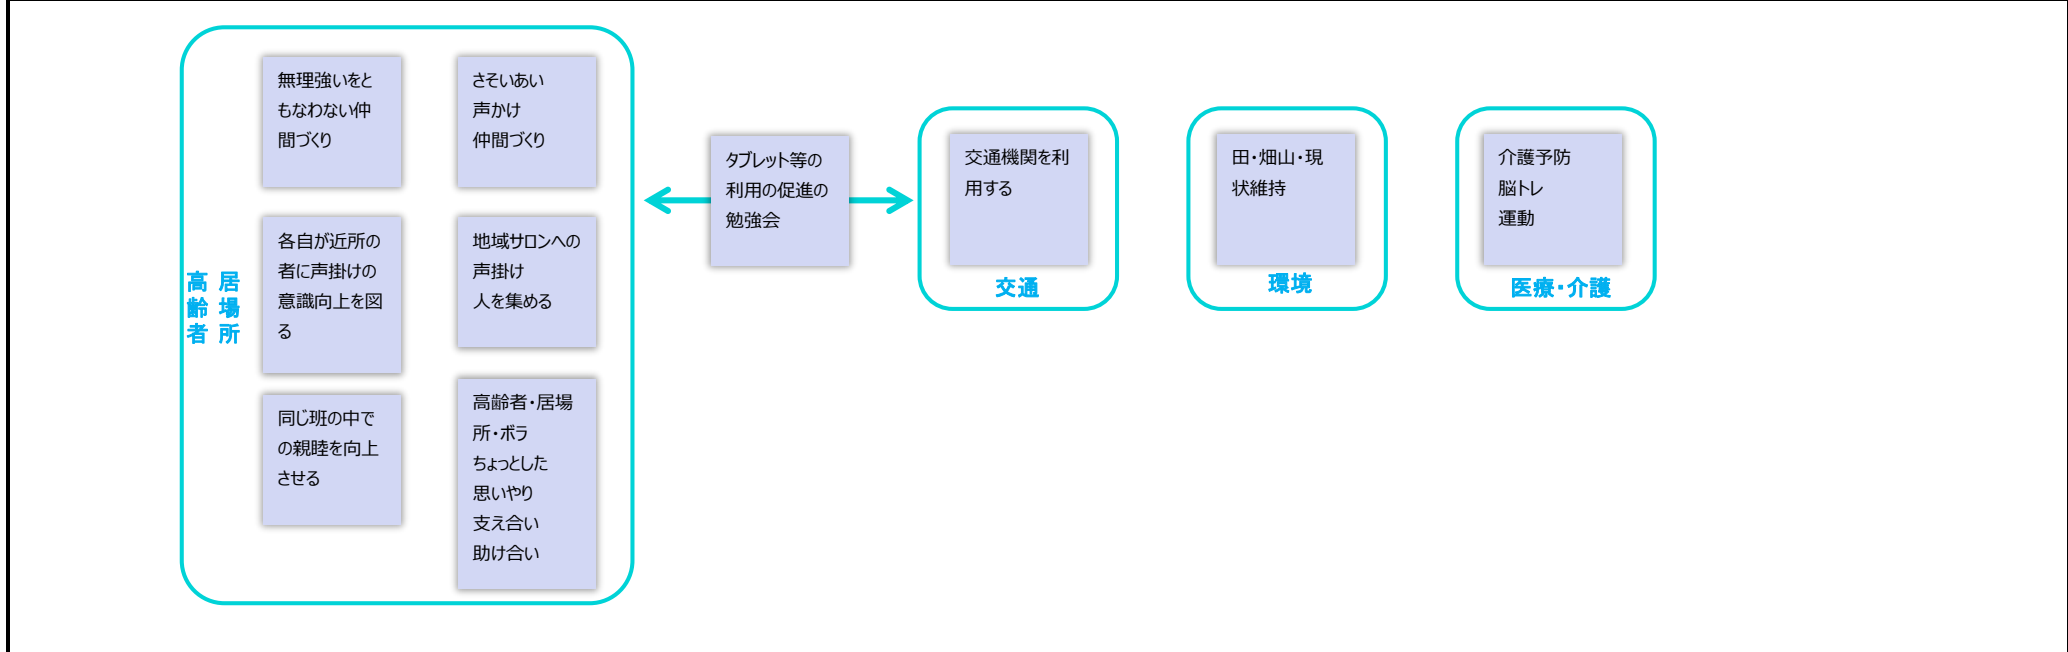 無理強いをと
もなわない仲
間づくり
さそいあい
声かけ
仲間づくり
各自が近所の
者に声掛けの
意識向上を図
る
地域サロンへの
声掛け
人を集める
同じ班の中で
の親睦を向上
させる
高齢者・居場
所・ボラ
ちょっとした
思いやり
支え合い
助け合い
居場所
高齢者
タブレット等の
利用の促進の
勉強会
交通機関を利
用する
交通
田・畑山・現
状維持
環境
介護予防
脳トレ
運動
医療・介護